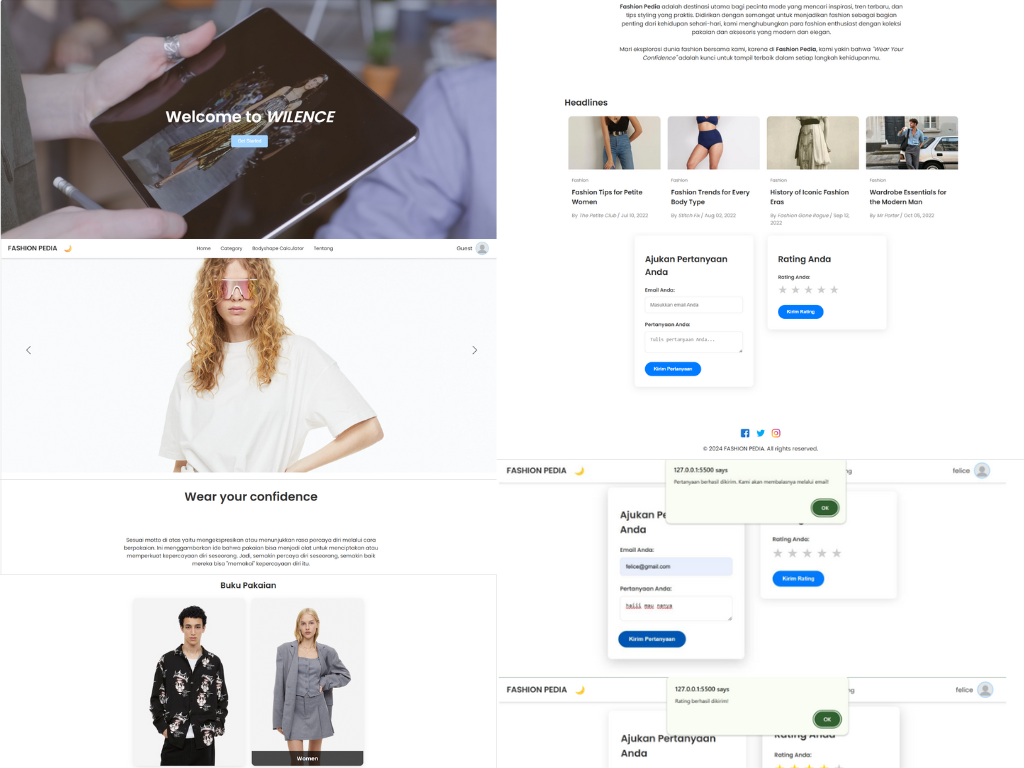 Welcome to WILENCE
Get Started
FASHION PEDIA
Home
Category
Bodyshape Calculator
Tentang
Guest
Wear your confidence
Sesuai motto di atas yaitu mengekspresikan atau menunjukkan rasa percaya diri melalui cara
berpakaian. Ini menggambarkan ide bahwa pakaian bisa menjadi alat untuk menciptakan atau
memperkuat kepercayaan diri seseorang. Jadi, semakin percaya diri seseorang, semakin baik
mereka bisa "memakai" kepercayaan diri itu.
Buku Pakaian
Women
Fashion Pedia adalah destinasi utama bagi pecinta mode yang mencari inspirasi, tren terbaru, dan
tips styling yang praktis. Didirikan dengan semangat untuk menjadikan fashion sebagai bagian
penting dari kehidupan sehari-hari, kami menghubungkan para fashion enthusiast dengan koleksi
pakaian dan aksesoris yang modern dan elegan.
Mari eksplorasi dunia fashion bersama kami, karena di Fashion Pedia, kami yakin bahwa "Wear Your
Confidence" adalah kunci untuk tampil terbaik dalam setiap langkah kehidupanmu.
Headlines
Fashion
Fashion Tips for Petite
Women
By The Petite Club / Jul 10, 2022
Fashion
Fashion Trends for Every
Body Type
By Stitch Fix / Aug 02, 2022
Fashion
History of Iconic Fashion
Eras
By Fashion Gone Rogue / Sep 12,
2022
Fashion
Wardrobe Essentials for
the Modern Man
By Mr Porter / Oct 05, 2022
Ajukan Pertanyaan
Anda
Email Anda:
Masukkan email Anda
Pertanyaan Anda:
Tulis pertanyaan Anda...
Kirim Pertanyaan
Rating Anda
Rating Anda:
Kirim Rating
© 2024 FASHION PEDIA. All rights reserved.
FASHION PEDIA
ng
felice
127.0.0.1:5500 says
Pertanyaan berhasil dikirim. Kami akan membalasnya melalui email!
OK
Ajukan Pe
Anda
Email Anda:
felice@gmail.com
Pertanyaan Anda:
halli mau nanya
Kirim Pertanyaan
Rating Anda:
Kirim Rating
FASHION PEDIA
ng
felice
127.0.0.1:5500 says
Rating berhasil dikirim!
OK
Ajukan Pertanyaan
Anda
Rating Anda
Rating Anda: